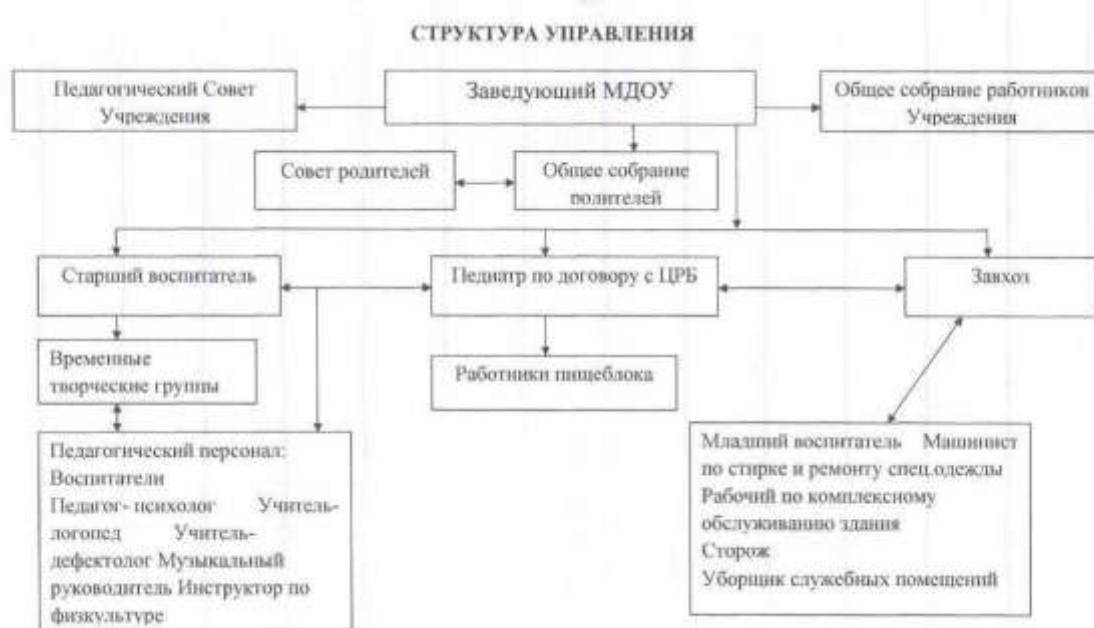 СТРУКТУРА УПРАВЛЕНИЯ
Педагогический Совет
Учреждения
Заведующий МДОУ
Общее собрание работников
Учреждения
Совет родителей
Общее собрание
родителей
Старший воспитатель
Педиатр по договору с ЦРБ
Завхоз
Временные
творческие группы
Работники пищеблока
Педагогический персонал:
Воспитатели
Педагог- психолог Учитель-
логопед Учитель-
дефектолог Музыкальный
руководитель Инструктор по
физкультуре
Младший воспитатель Машинист
по стирке и ремонту спец.одежды
Рабочий по комплексному
обслуживанию здания
Сторож
Уборщик служебных помещений